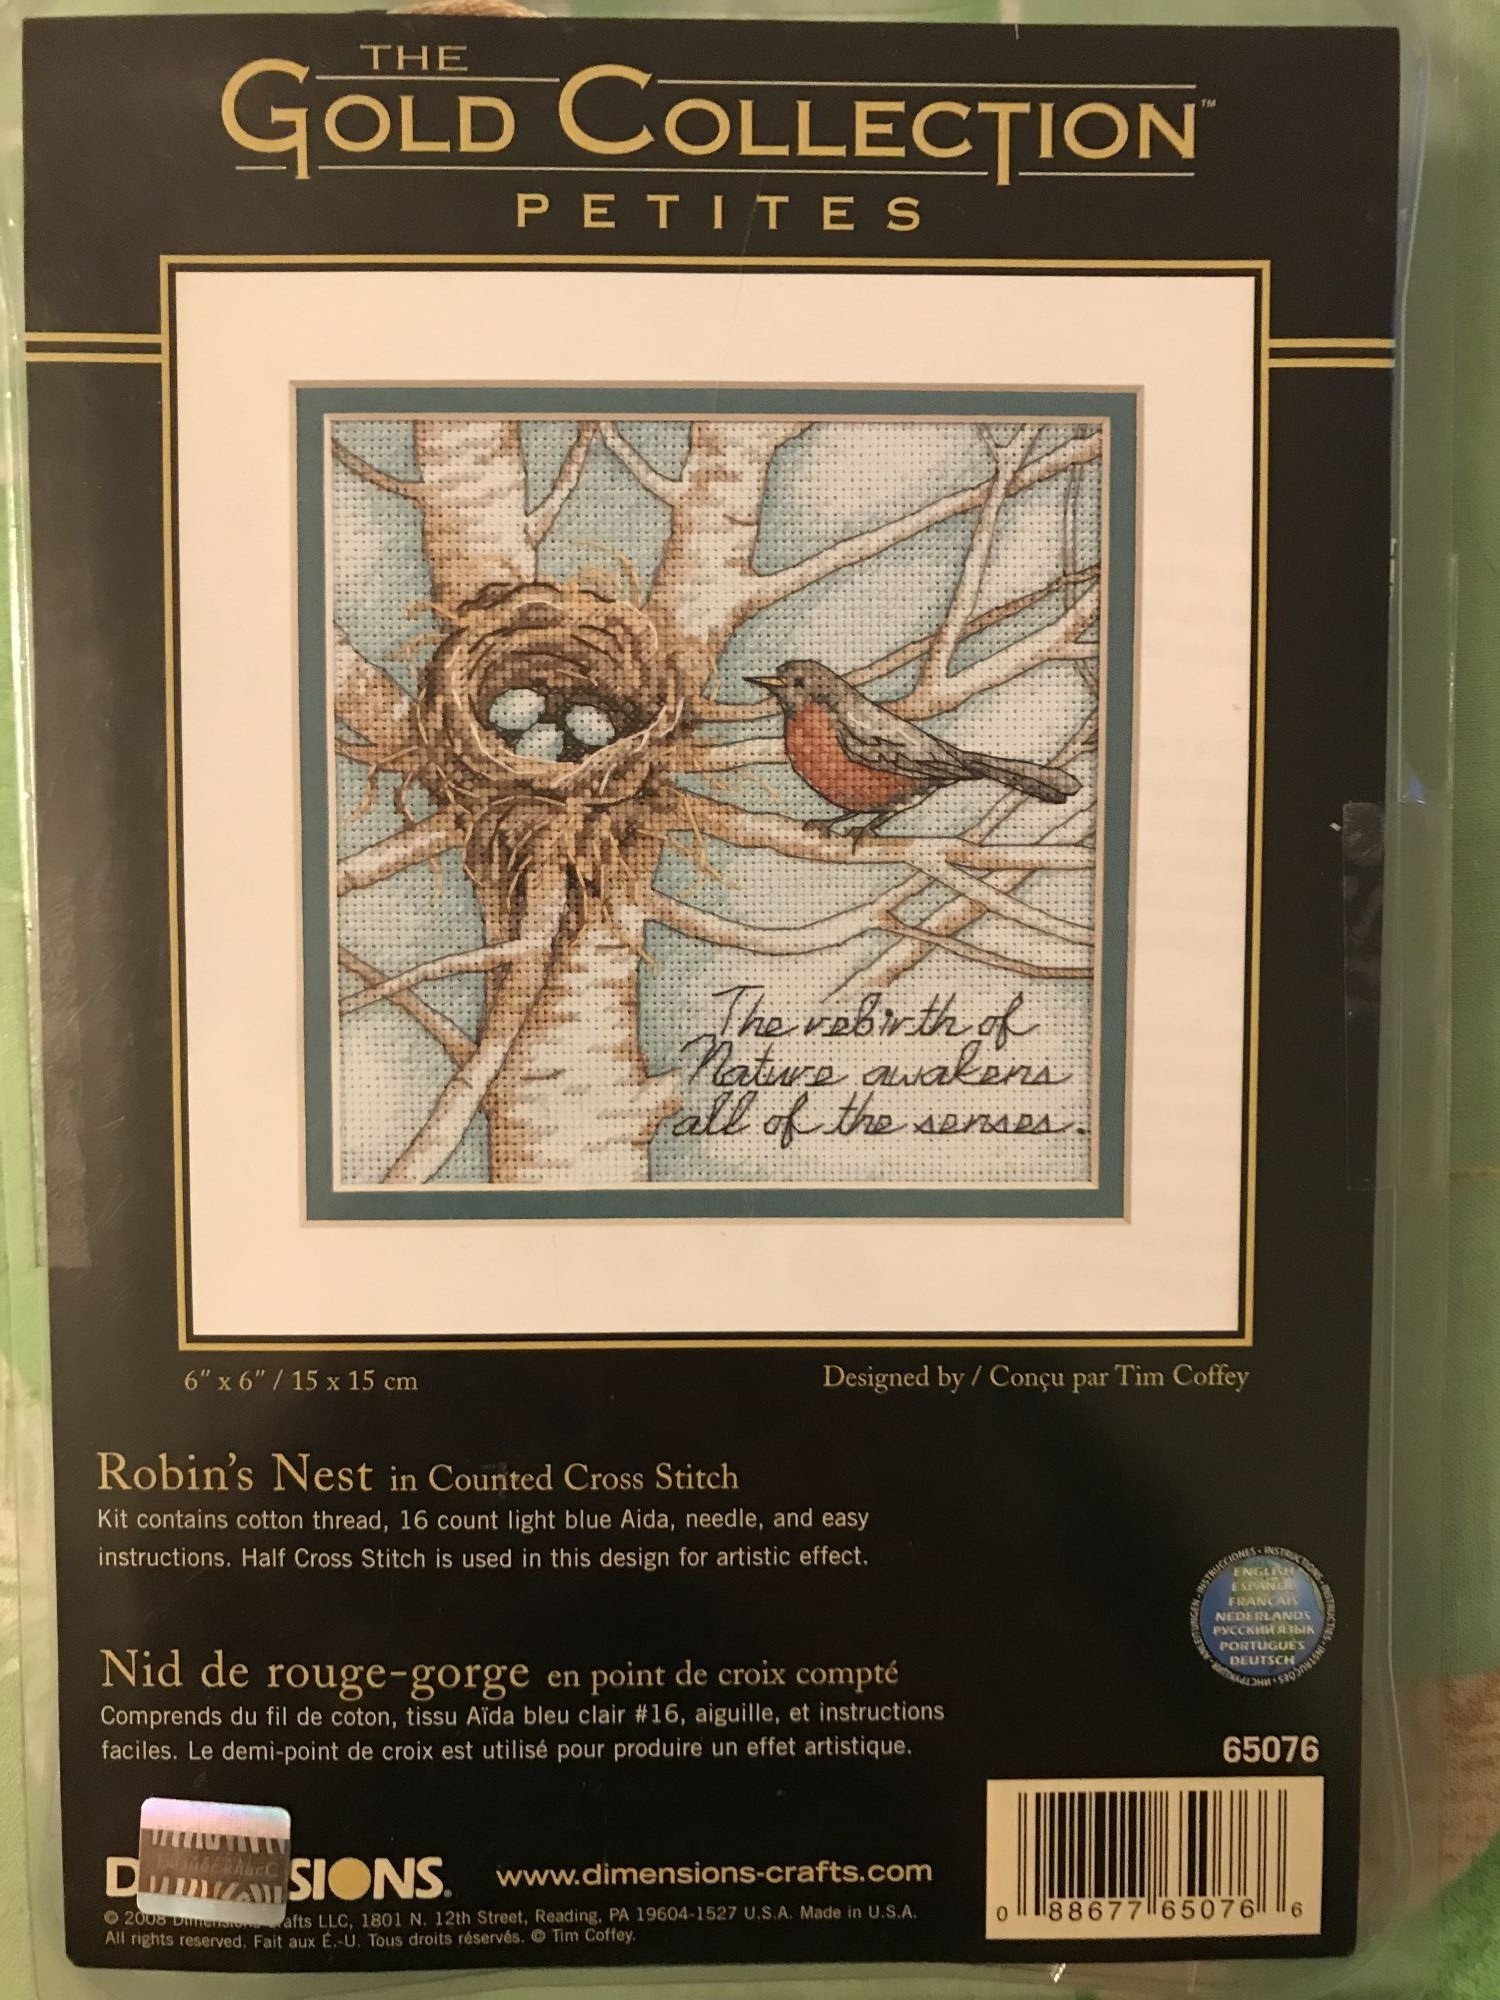 THE
GOLD COLLECTION™
PETITES
The rebirth of
Nature awakens
all of the senses.
6" x 6" / 15 x 15 cm
Designed by / Conçu par Tim Coffey
Robin's Nest in Counted Cross Stitch
Kit contains cotton thread, 16 count light blue Aida, needle, and easy
instructions. Half Cross Stitch is used in this design for artistic effect.
INSTRUCCIONES • INSTRUCTIONS
ENGLISH
ESPAÑOL
FRANÇAIS
NEDERLANDS
РУССКИЙ ЯЗЫК
PORTUGUÊS
DEUTSCH
Nid de rouge-gorge en point de croix compté
Comprends du fil de coton, tissu Aïda bleu clair #16, aiguille, et instructions
faciles. Le demi-point de croix est utilisé pour produire un effet artistique.
65076
D SIONS.
www.dimensions-crafts.com
0 88677 65076 6
© 2008 afts LLC, 1801 N. 12th Street, Reading, PA 19604-1527 U.S.A. Made in U.S.A.
All rights reserved. Fait aux É.-U. Tous droits réservés. © Tim Coffey.